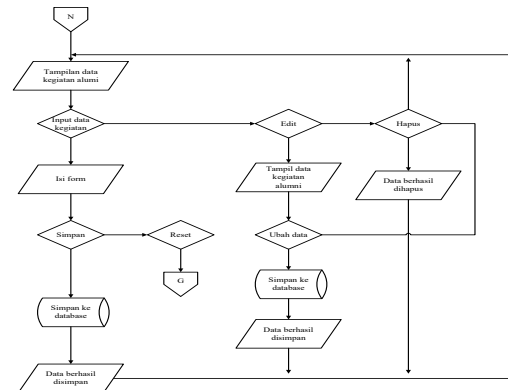 N
Tampilan data
kegiatan alumi
Input data
kegiatan
Edit
Hapus
Isi form
Tampil data
kegiatan
alumni
Data berhasil
dihapus
Simpan
Reset
Ubah data
G
Simpan ke
database
Simpan ke
database
Data berhasil
disimpan
Data berhasil
disimpan